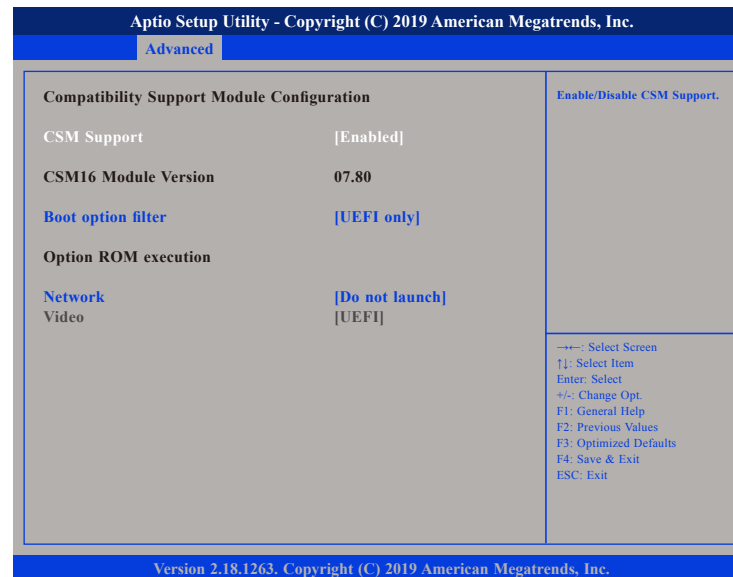 Aptio Setup Utility - Copyright (C) 2019 American Megatrends, Inc.
Advanced
Compatibility Support Module Configuration
CSM Support [Enabled]
CSM16 Module Version 07.80
Boot option filter [UEFI only]
Option ROM execution
Network [Do not launch]
Video [UEFI]
Enable/Disable CSM Support.
→←: Select Screen
↑↓: Select Item
Enter: Select
+/-: Change Opt.
F1: General Help
F2: Previous Values
F3: Optimized Defaults
F4: Save & Exit
ESC: Exit
Version 2.18.1263. Copyright (C) 2019 American Megatrends, Inc.